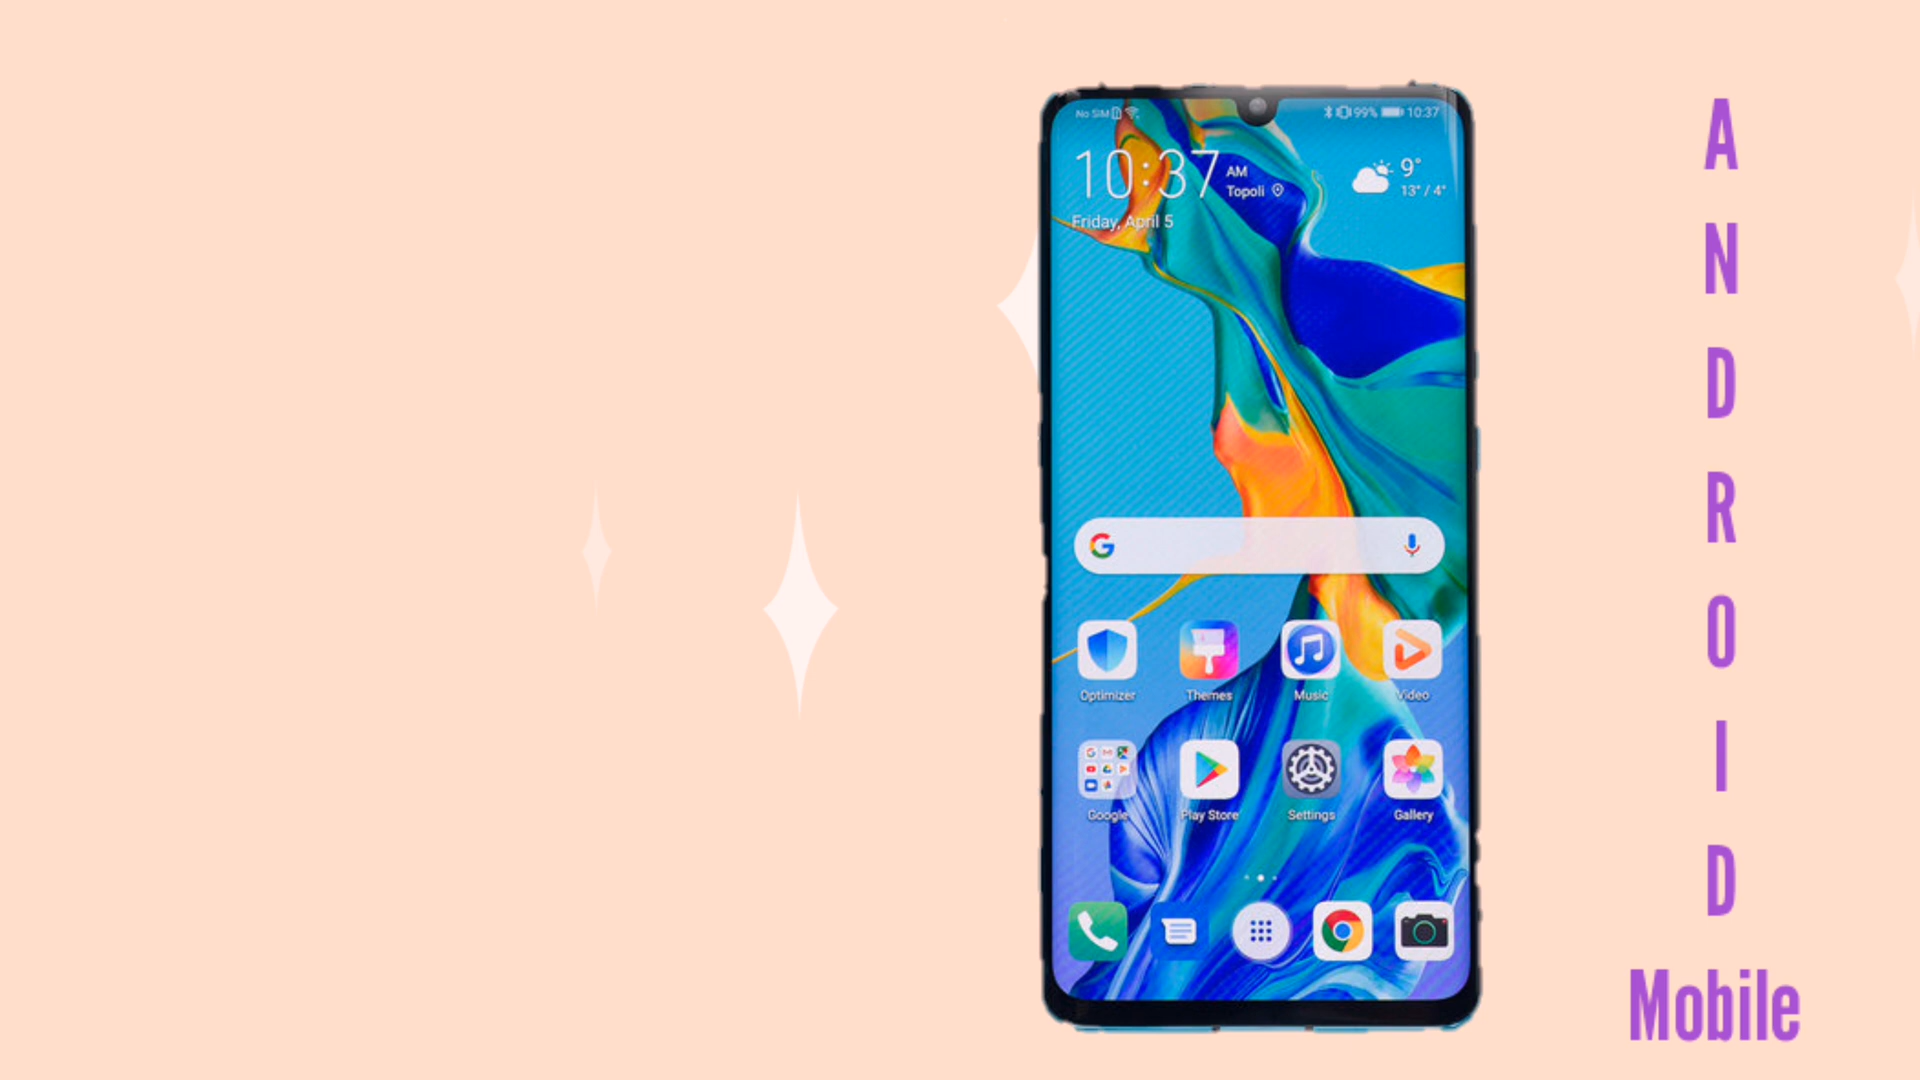 No SIM 99% 10:37
10:37 AM
Topoli
9°
13° / 4°
Friday, April 5
Optimizer Themes Music Video
Google Play Store Settings Gallery
A
N
D
R
O
I
D
Mobile